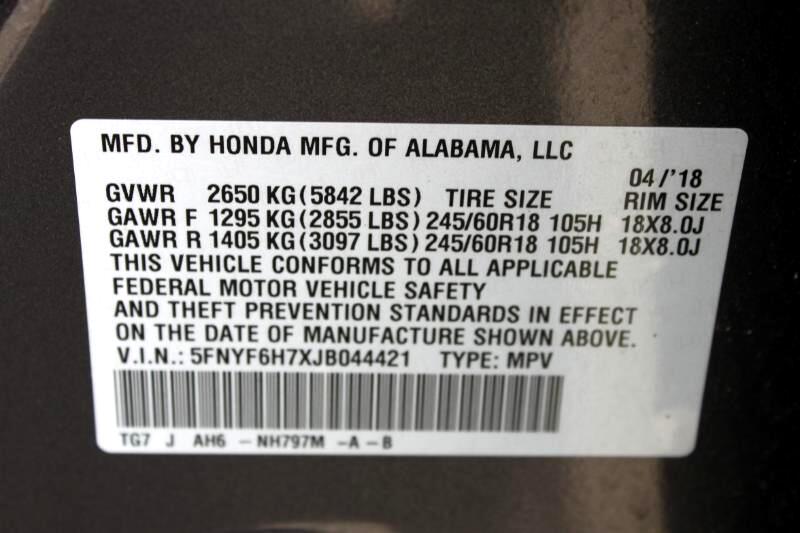 MFD. BY HONDA MFG. OF ALABAMA, LLC
04/'18
GVWR 2650 KG(5842 LBS) TIRE SIZE RIM SIZE
GAWR F 1295 KG(2855 LBS) 245/60R18 105H 18X8.0J
GAWR R 1405 KG(3097 LBS) 245/60R18 105H 18X8.0J
THIS VEHICLE CONFORMS TO ALL APPLICABLE
FEDERAL MOTOR VEHICLE SAFETY
AND THEFT PREVENTION STANDARDS IN EFFECT
ON THE DATE OF MANUFACTURE SHOWN ABOVE.
V.I.N.: 5FNYF6H7XJB044421 TYPE: MPV
TG7 J AH6 - NH797M -A-B